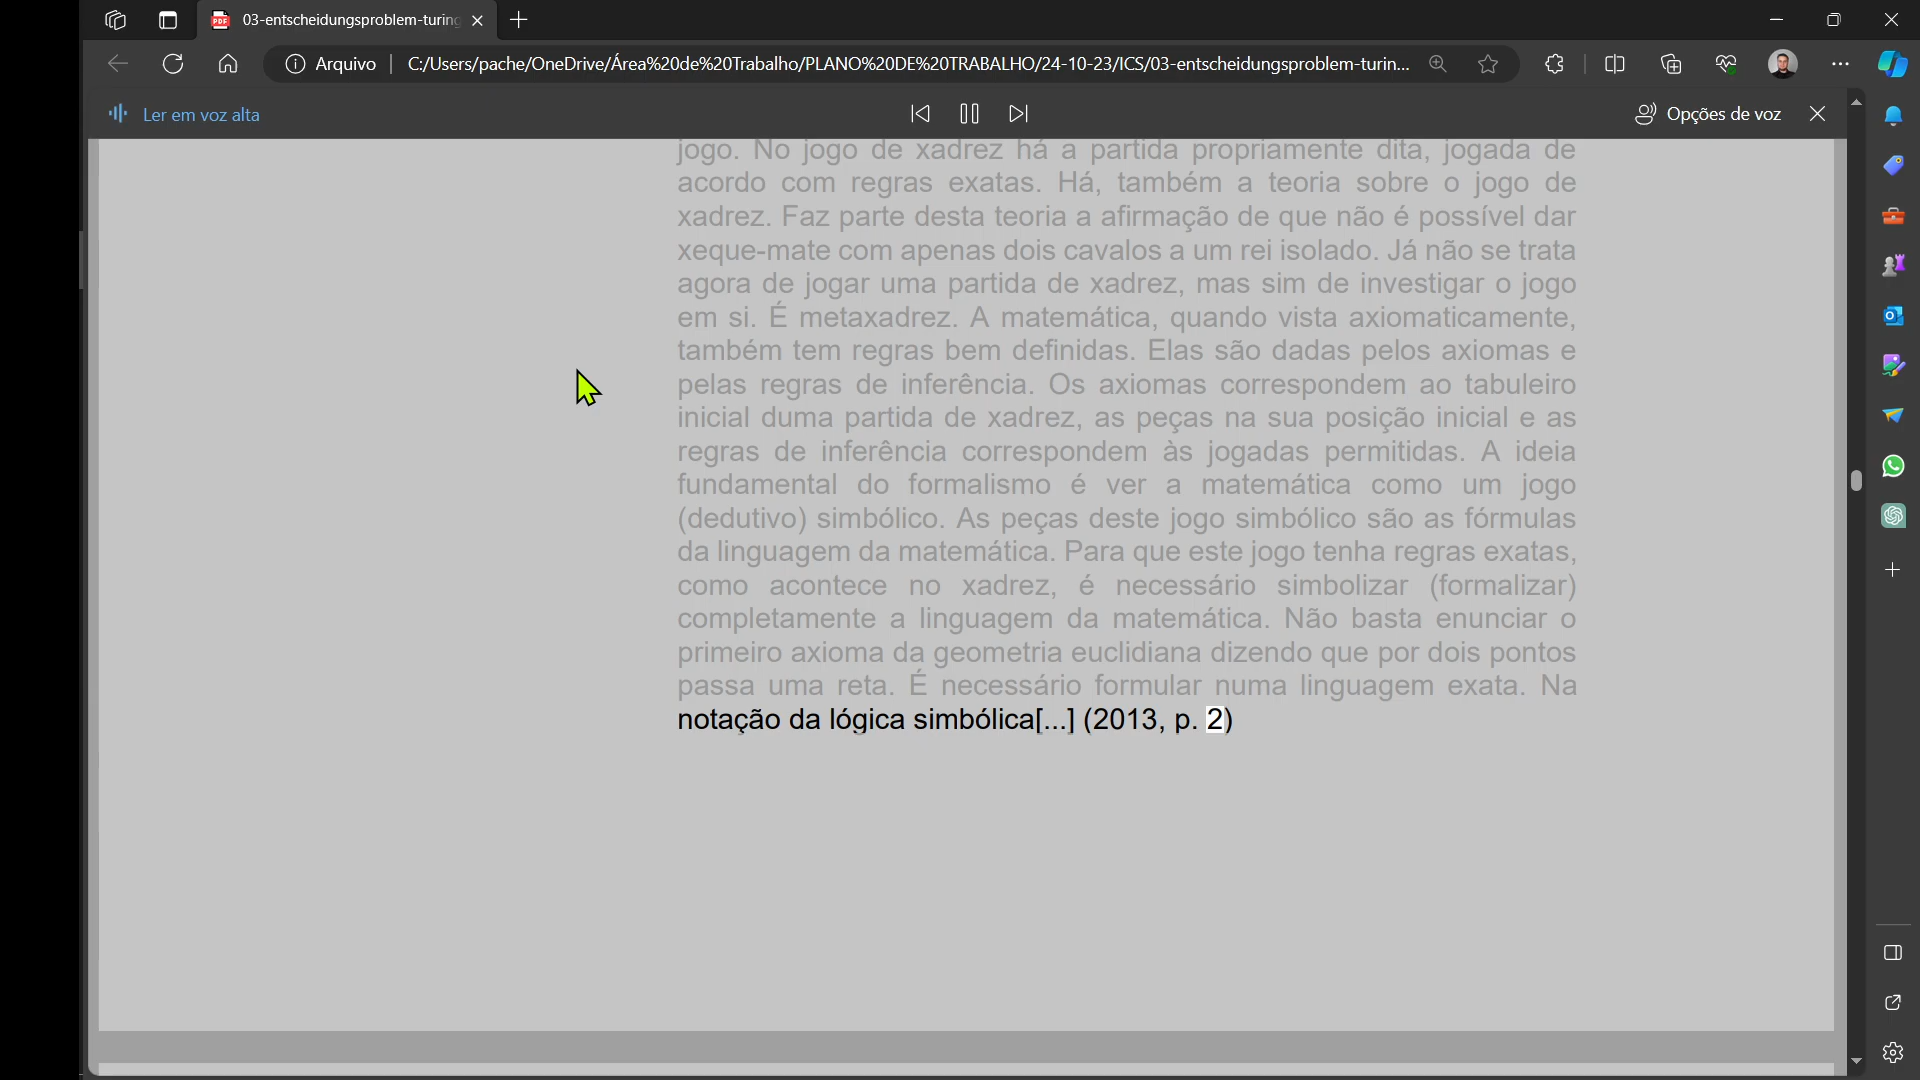 03-entscheidungsproblem-turing
Arquivo
C:/Users/pache/OneDrive/Área%20de%20Trabalho/PLANO%20DE%20TRABALHO/24-10-23/ICS/03-entscheidungsproblem-turin...
Ler em voz alta
Opções de voz
jogo. No jogo de xadrez há a partida propriamente dita, jogada de
acordo com regras exatas. Há, também a teoria sobre o jogo de
xadrez. Faz parte desta teoria a afirmação de que não é possível dar
xeque-mate com apenas dois cavalos a um rei isolado. Já não se trata
agora de jogar uma partida de xadrez, mas sim de investigar o jogo
em si. É metaxadrez. A matemática, quando vista axiomaticamente,
também tem regras bem definidas. Elas são dadas pelos axiomas e
pelas regras de inferência. Os axiomas correspondem ao tabuleiro
inicial duma partida de xadrez, as peças na sua posição inicial e as
regras de inferência correspondem às jogadas permitidas. A ideia
fundamental do formalismo é ver a matemática como um jogo
(dedutivo) simbólico. As peças deste jogo simbólico são as fórmulas
da linguagem da matemática. Para que este jogo tenha regras exatas,
como acontece no xadrez, é necessário simbolizar (formalizar)
completamente a linguagem da matemática. Não basta enunciar o
primeiro axioma da geometria euclidiana dizendo que por dois pontos
passa uma reta. É necessário formular numa linguagem exata. Na
notação da lógica simbólica[...] (2013, p. 2)